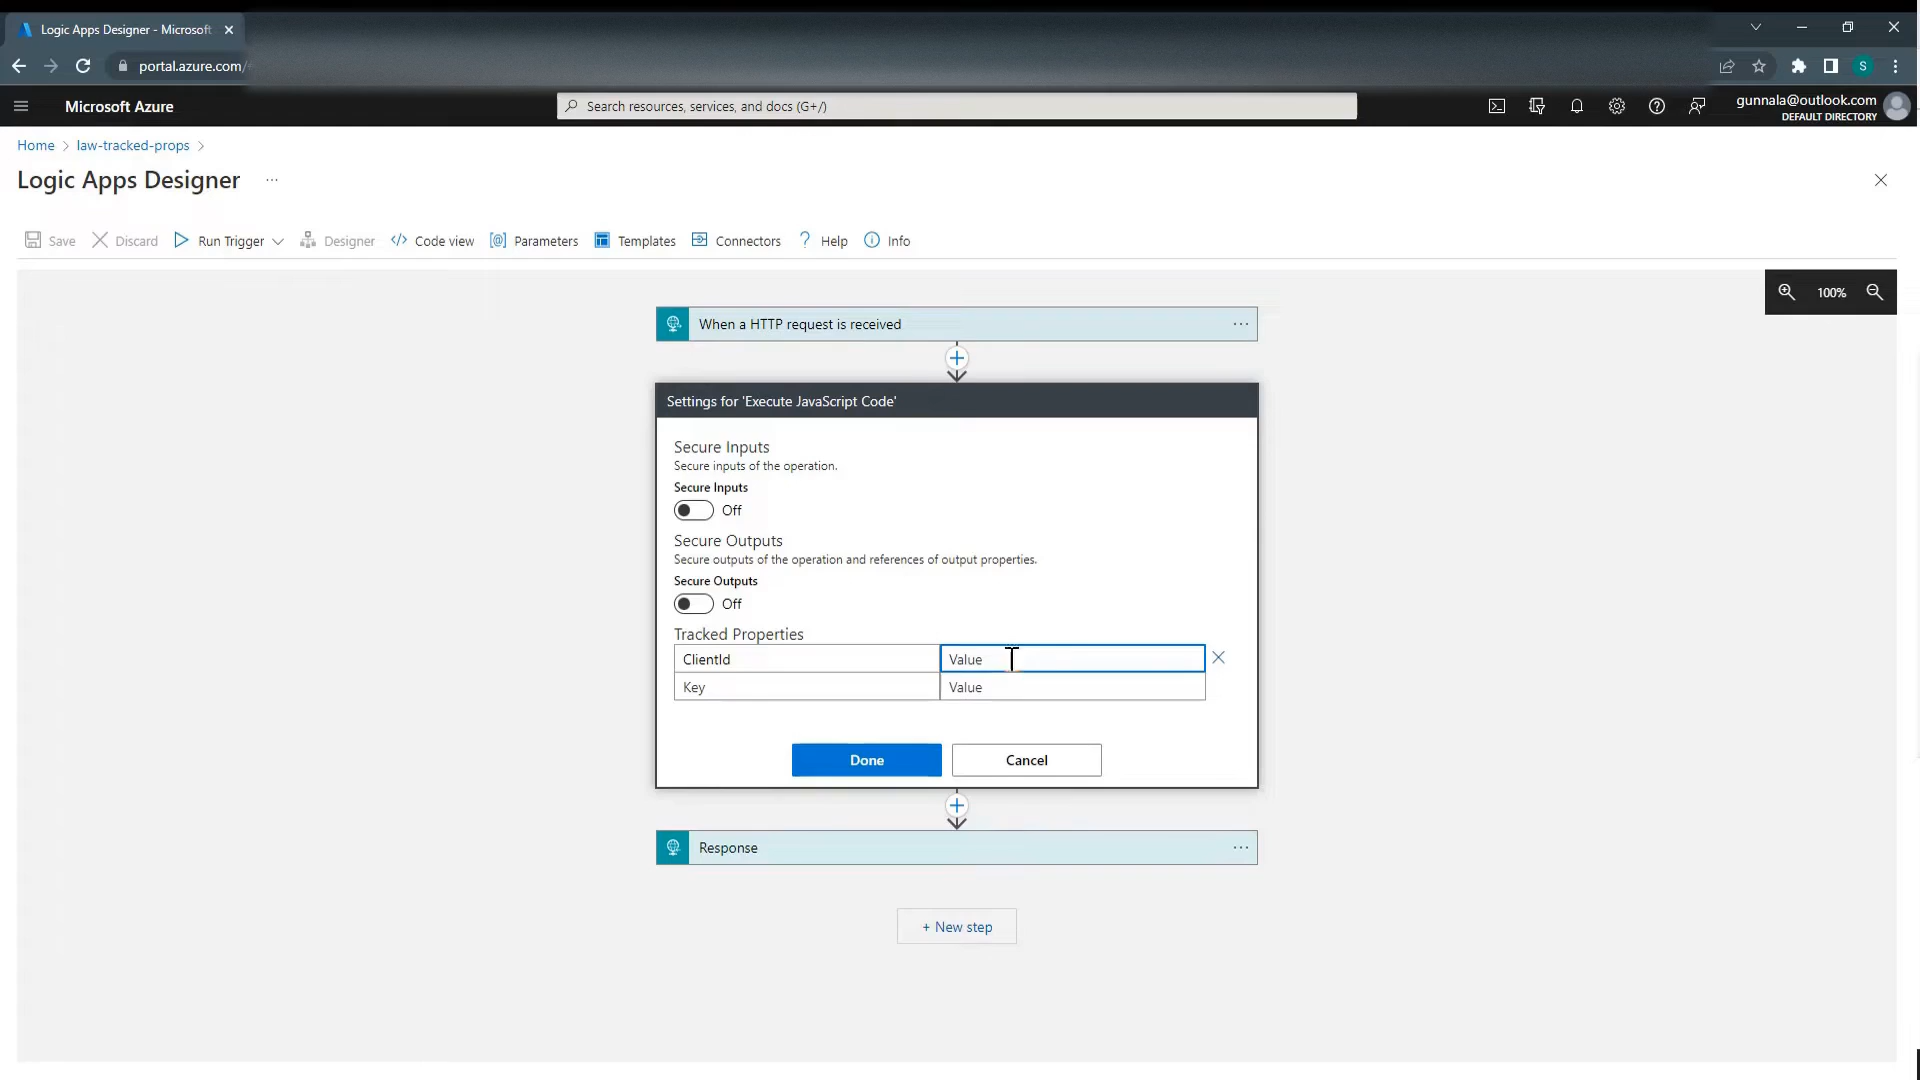 Logic Apps Designer - Microsoft
portal.azure.com/
S
Microsoft Azure
Search resources, services, and docs (G+/)
gunnala@outlook.com
DEFAULT DIRECTORY
Home > law-tracked-props >
Logic Apps Designer ...
Save Discard Run Trigger Designer Code view Parameters Templates Connectors Help Info
100%
When a HTTP request is received
Settings for 'Execute JavaScript Code'
Secure Inputs
Secure inputs of the operation.
Secure Inputs
Off
Secure Outputs
Secure outputs of the operation and references of output properties.
Secure Outputs
Off
Tracked Properties
ClientId Value
Key Value
Done Cancel
Response
+ New step